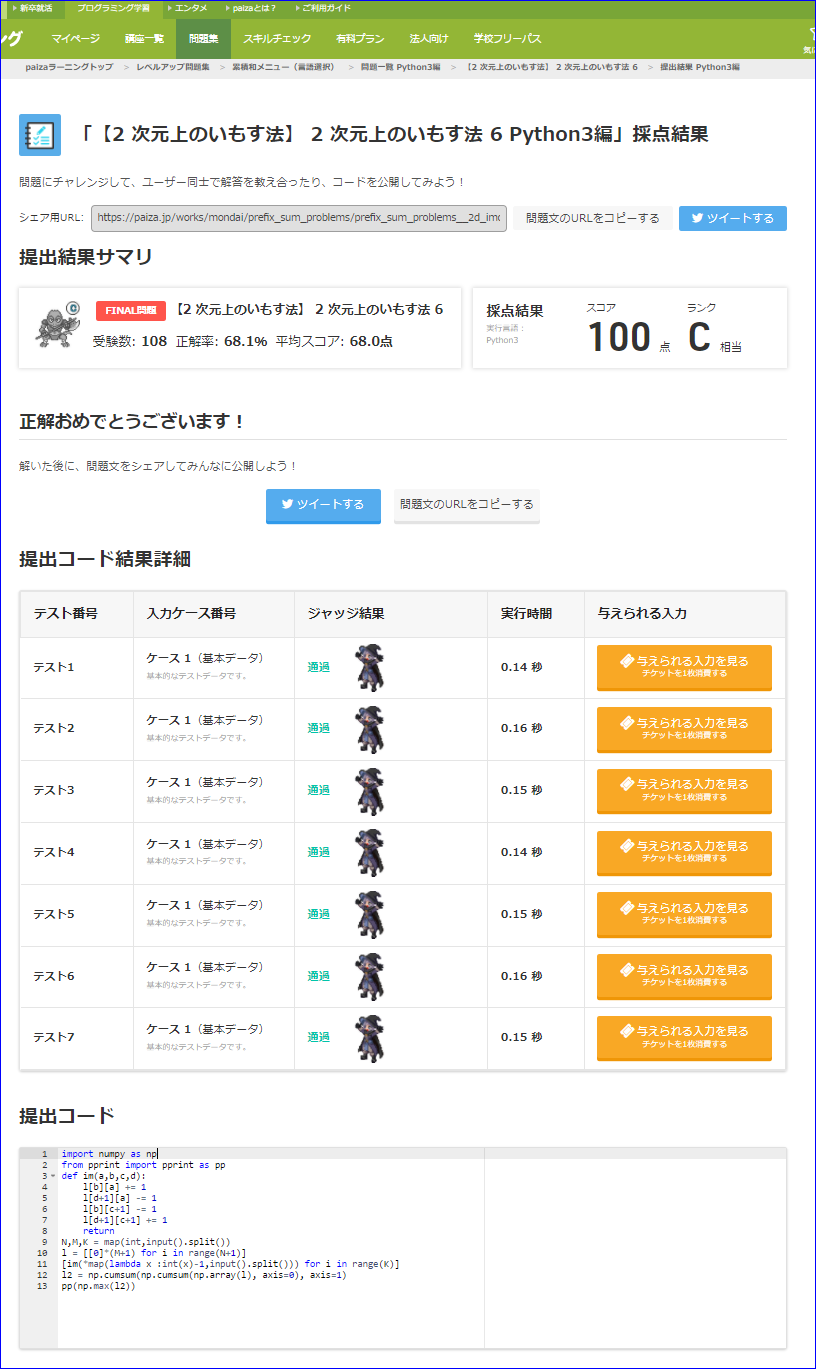 新卒就活 プログラミング学習 エンタメ paizaとは？ ご利用ガイド
ング マイページ 講座一覧 問題集 スキルチェック 有料プラン 法人向け 学校フリーパス
paizaラーニングトップ > レベルアップ問題集 > 累積和メニュー（言語選択） > 問題一覧 Python3編 > 【2 次元上のいもす法】 2 次元上のいもす法 6 > 提出結果 Python3編
「【2 次元上のいもす法】 2 次元上のいもす法 6 Python3編」採点結果
問題にチャレンジして、ユーザー同士で解答を教え合ったり、コードを公開してみよう！
シェア用URL: https://paiza.jp/works/mondai/prefix_sum_problems/prefix_sum_problems__2d_imo 問題文のURLをコピーする ツイートする
提出結果サマリ
C FINAL問題 【2 次元上のいもす法】 2 次元上のいもす法 6
受験数: 108 正解率: 68.1% 平均スコア: 68.0点
採点結果 スコア ランク
実行言語：
Python3
100 点 C 相当
正解おめでとうございます！
解いた後に、問題文をシェアしてみんなに公開しよう！
ツイートする 問題文のURLをコピーする
提出コード結果詳細
テスト番号 入力ケース番号 ジャッジ結果 実行時間 与えられる入力
テスト1 ケース 1（基本データ） 通過 0.14 秒 与えられる入力を見る
基本的なテストデータです。 チケットを1枚消費する
テスト2 ケース 1（基本データ） 通過 0.16 秒 与えられる入力を見る
基本的なテストデータです。 チケットを1枚消費する
テスト3 ケース 1（基本データ） 通過 0.15 秒 与えられる入力を見る
基本的なテストデータです。 チケットを1枚消費する
テスト4 ケース 1（基本データ） 通過 0.14 秒 与えられる入力を見る
基本的なテストデータです。 チケットを1枚消費する
テスト5 ケース 1（基本データ） 通過 0.15 秒 与えられる入力を見る
基本的なテストデータです。 チケットを1枚消費する
テスト6 ケース 1（基本データ） 通過 0.16 秒 与えられる入力を見る
基本的なテストデータです。 チケットを1枚消費する
テスト7 ケース 1（基本データ） 通過 0.15 秒 与えられる入力を見る
基本的なテストデータです。 チケットを1枚消費する
提出コード
1 import numpy as np
2 from pprint import pprint as pp
3 def im(a,b,c,d):
4     l[b][a] += 1
5     l[d+1][a] -= 1
6     l[b][c+1] -= 1
7     l[d+1][c+1] += 1
8     return
9 N,M,K = map(int,input().split())
10 l = [[0]*(M+1) for i in range(N+1)]
11 [im(*map(lambda x :int(x)-1,input().split())) for i in range(K)]
12 l2 = np.cumsum(np.cumsum(np.array(l), axis=0), axis=1)
13 pp(np.max(l2))